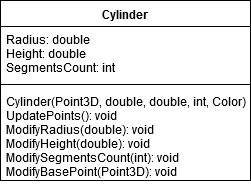 Cylinder
Radius: double
Height: double
SegmentsCount: int
Cylinder(Point3D, double, double, int, Color)
UpdatePoints(): void
ModifyRadius(double): void
ModifyHeight(double): void
ModifySegmentsCount(int): void
ModifyBasePoint(Point3D): void